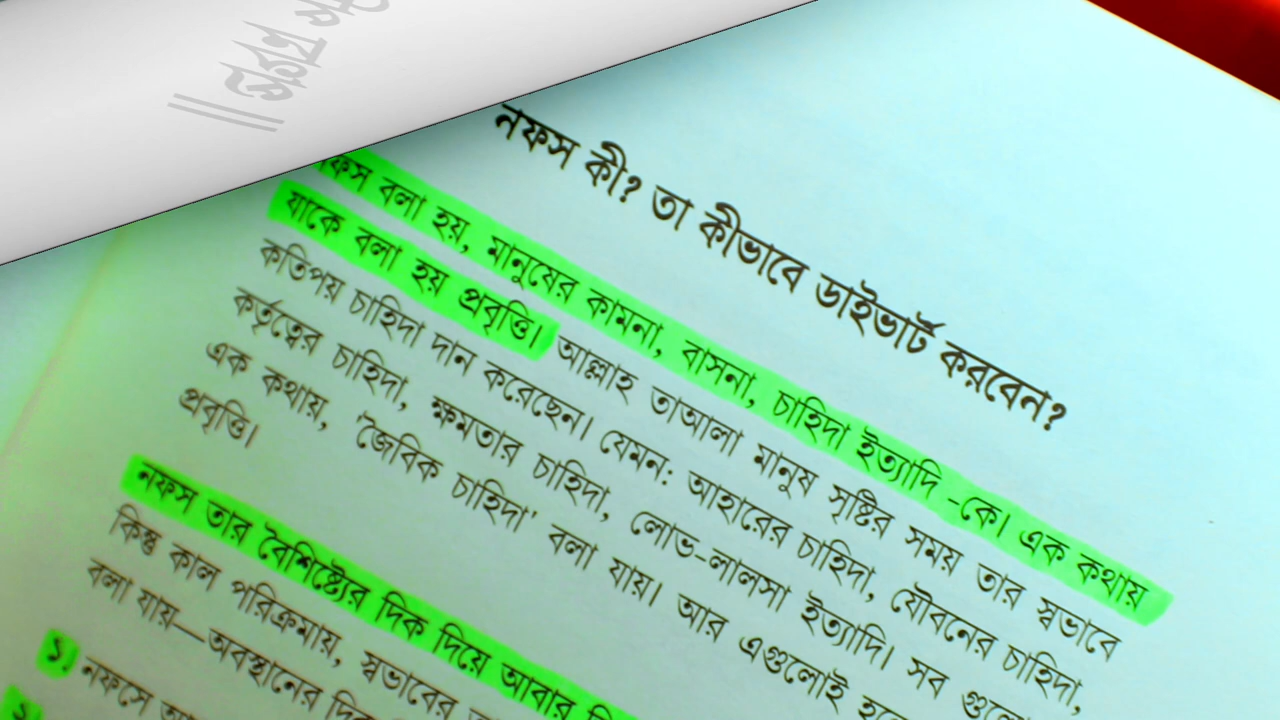 নফস কী? তা কীভাবে ডাইভার্ট করবেন?
নফস বলা হয়, মানুষের কামনা, বাসনা, চাহিদা ইত্যাদি -কে। এক কথায়
যাকে বলা হয় প্রবৃত্তি। আল্লাহ তাআলা মানুষ সৃষ্টির সময় তার স্বভাবে
কতিপয় চাহিদা দান করেছেন। যেমন: আহারের চাহিদা, যৌবনের চাহিদা,
কর্তৃত্বের চাহিদা, ক্ষমতার চাহিদা, লোভ-লালসা ইত্যাদি। সব
এক কথায়, 'জৈবিক চাহিদা' বলা যায়। আর এগুলোই
প্রবৃত্তি।
নফস তার বৈশিষ্ট্যের দিক দিয়ে আবার
কিন্তু কাল পরিক্রমায়, স্বভাবের
বলা যায়—অবস্থানের
১. নফসে
২.